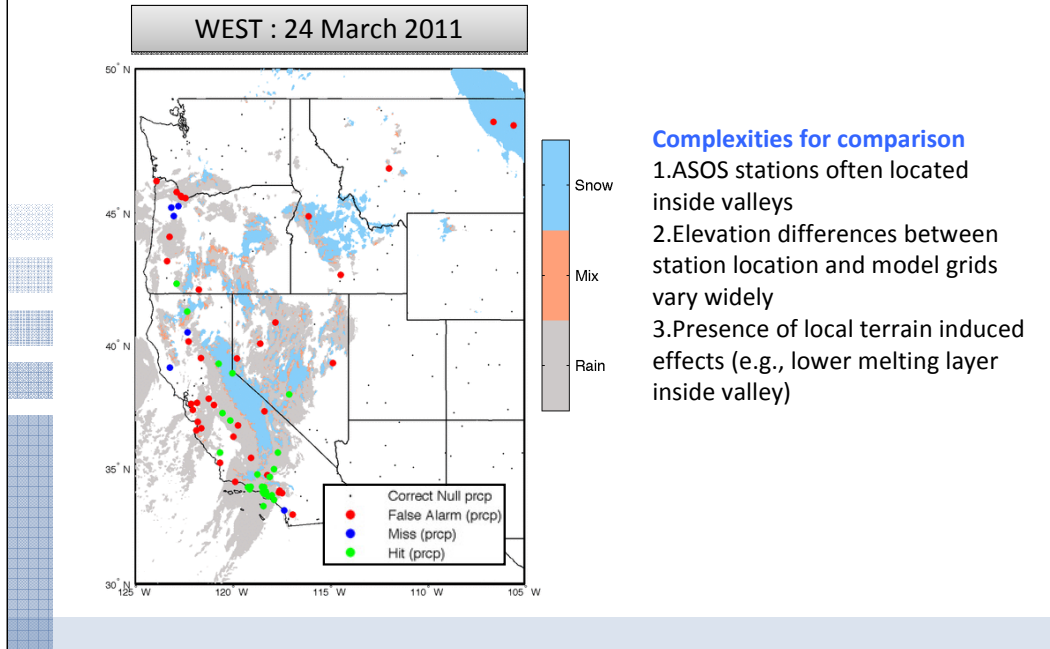 WEST : 24 March 2011
50° N
45° N
40° N
35° N
30° N
125° W
120° W
115° W
110° W
105° W
Snow
Mix
Rain
Correct Null prcp
False Alarm (prcp)
Miss (prcp)
Hit (prcp)
Complexities for comparison
1.ASOS stations often located
inside valleys
2.Elevation differences between
station location and model grids
vary widely
3.Presence of local terrain induced
effects (e.g., lower melting layer
inside valley)